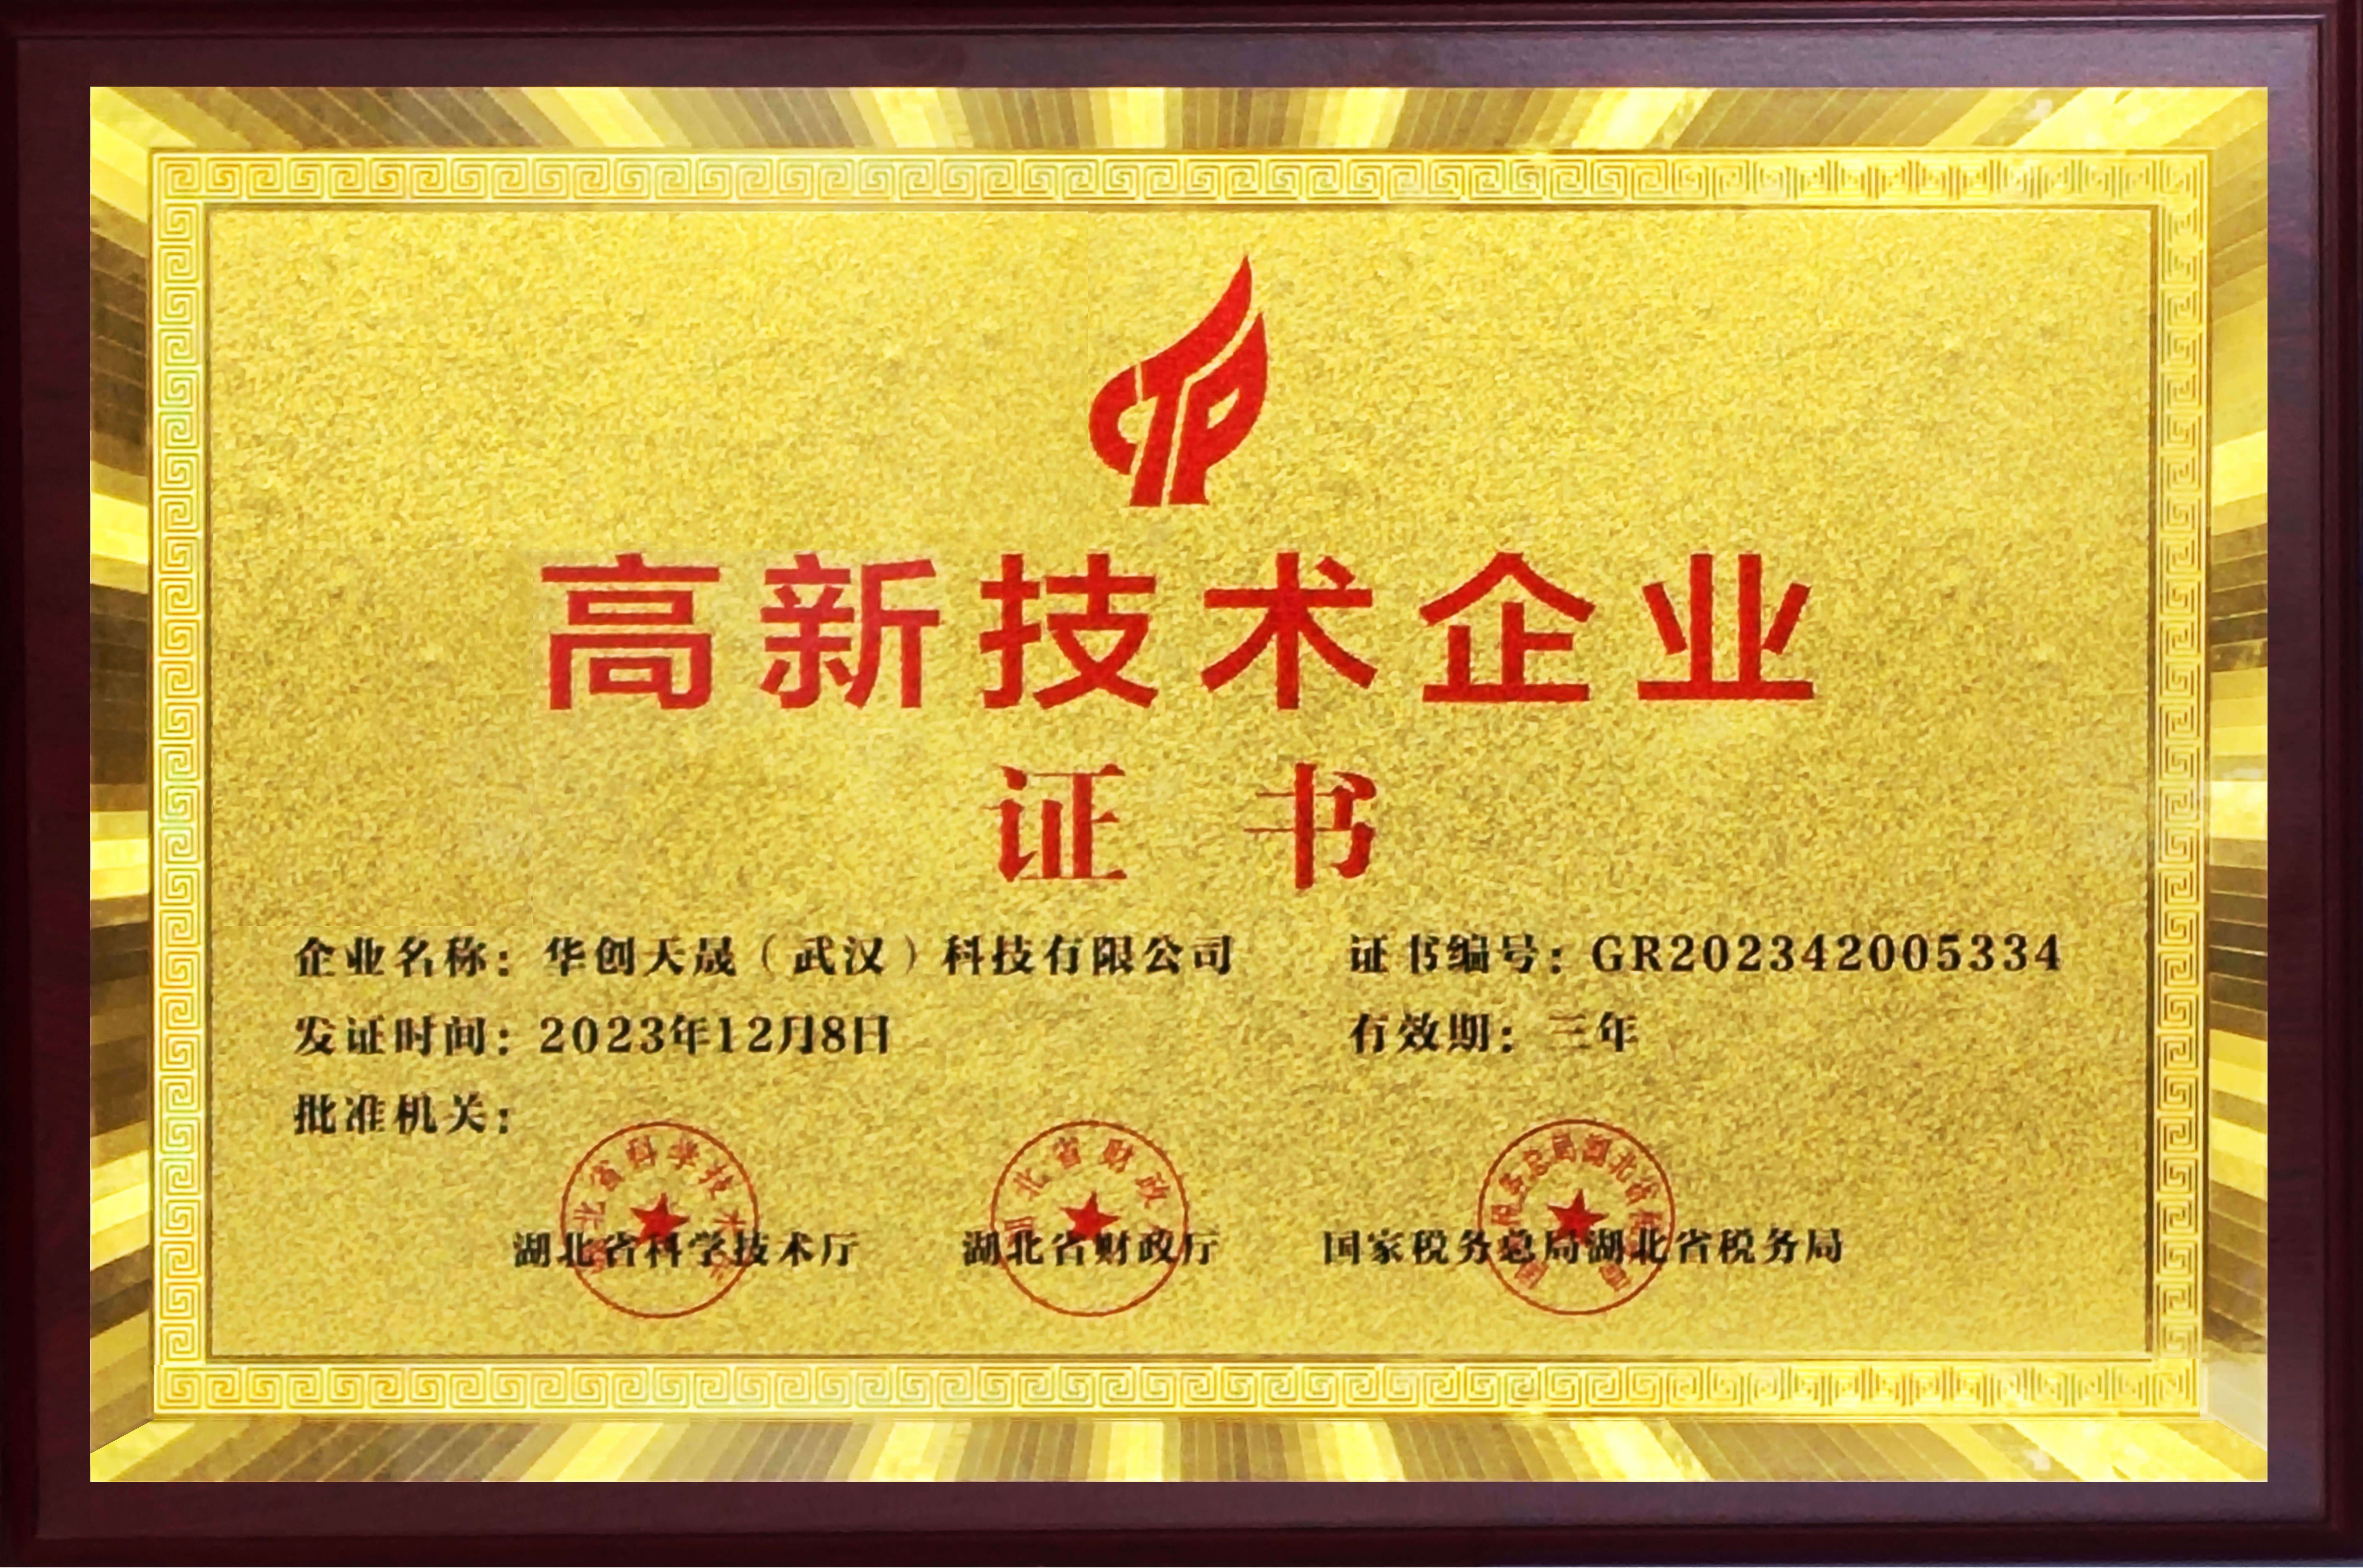 高新技术企业
证书
企业名称：华创天晟（武汉）科技有限公司 证书编号：GR202342005334
发证时间：2023年12月8日 有效期：三年
批准机关：
湖北省科学技术厅 湖北省财政厅 国家税务总局湖北省税务局